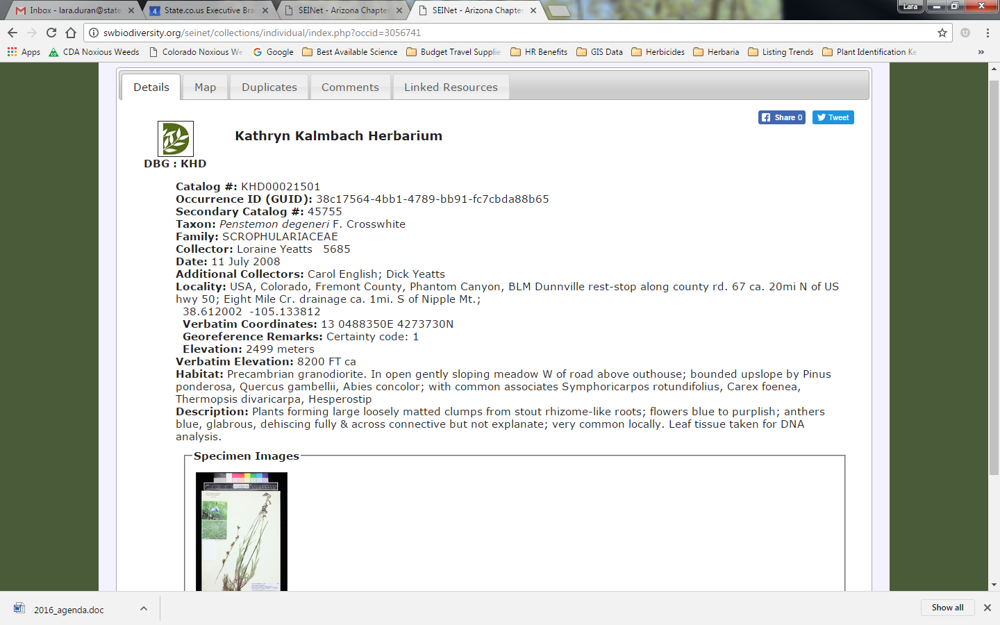 Inbox - lara.duran@state
State.co.us Executive Bra
SEINet - Arizona Chapter
SEINet - Arizona Chapter
Lara
swbiodiversity.org/seinet/collections/individual/index.php?occid=3056741
Apps
CDA Noxious Weeds
Colorado Noxious We
Google
Best Available Science
Budget Travel Supplie
HR Benefits
GIS Data
Herbicides
Herbaria
Listing Trends
Plant Identification Ke
»
Details
Map
Duplicates
Comments
Linked Resources
Share 0
Tweet
Kathryn Kalmbach Herbarium
DBG : KHD
Catalog #: KHD00021501
Occurrence ID (GUID): 38c17564-4bb1-4789-bb91-fc7cbda88b65
Secondary Catalog #: 45755
Taxon: Penstemon degeneri F. Crosswhite
Family: SCROPHULARIACEAE
Collector: Loraine Yeatts   5685
Date: 11 July 2008
Additional Collectors: Carol English; Dick Yeatts
Locality: USA, Colorado, Fremont County, Phantom Canyon, BLM Dunnville rest-stop along county rd. 67 ca. 20mi N of US
hwy 50; Eight Mile Cr. drainage ca. 1mi. S of Nipple Mt.;
38.612002  -105.133812
Verbatim Coordinates: 13 0488350E 4273730N
Georeference Remarks: Certainty code: 1
Elevation: 2499 meters
Verbatim Elevation: 8200 FT ca
Habitat: Precambrian granodiorite. In open gently sloping meadow W of road above outhouse; bounded upslope by Pinus
ponderosa, Quercus gambellii, Abies concolor; with common associates Symphoricarpos rotundifolius, Carex foenea,
Thermopsis divaricarpa, Hesperostip
Description: Plants forming large loosely matted clumps from stout rhizome-like roots; flowers blue to purplish; anthers
blue, glabrous, dehiscing fully & across connective but not explanate; very common locally. Leaf tissue taken for DNA
analysis.
Specimen Images
2016_agenda.doc
Show all